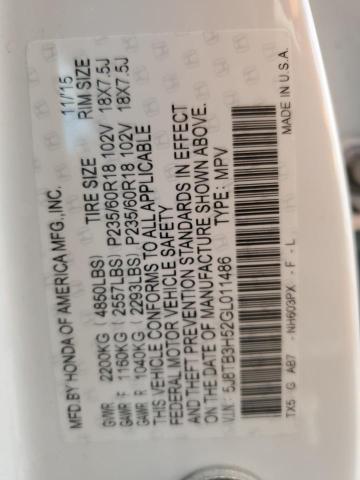 MFD.BY HONDA OF AMERICA MFG.,INC. 11/15
TIRE SIZE RIM SIZE
GVWR 2200KG (4850LBS)
GAWR F 1160KG (2557LBS) P235/60R18 102V 18X7.5J
GAWR R 1040KG (2293LBS) P235/60R18 102V 18X7.5J
THIS VEHICLE CONFORMS TO ALL APPLICABLE
FEDERAL MOTOR VEHICLE SAFETY
AND THEFT PREVENTION STANDARDS IN EFFECT
ON THE DATE OF MANUFACTURE SHOWN ABOVE.
V.I.N: 5J8TB3H52GL011486 TYPE: MPV
TX5 G AB7 - NH603PX - F - L MADE IN U.S.A.